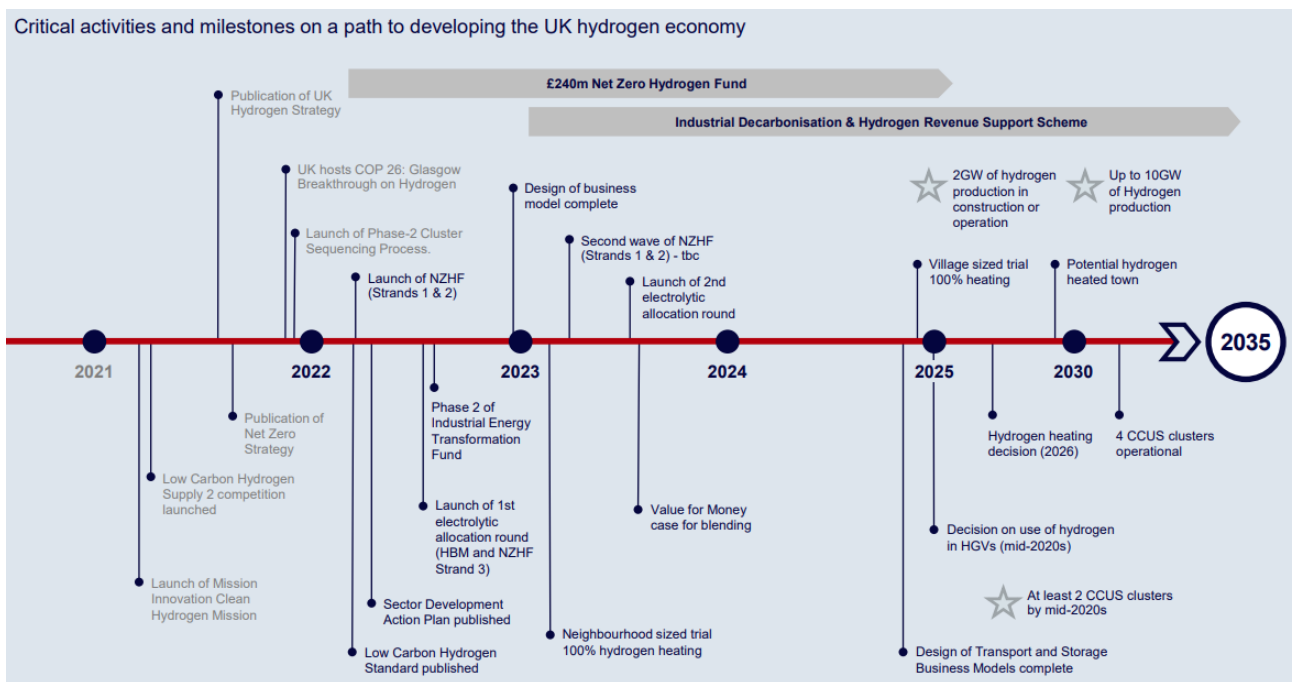 Critical activities and milestones on a path to developing the UK hydrogen economy
£240m Net Zero Hydrogen Fund
Industrial Decarbonisation & Hydrogen Revenue Support Scheme
Publication of UK
Hydrogen Strategy
UK hosts COP 26: Glasgow
Breakthrough on Hydrogen
Launch of Phase-2 Cluster
Sequencing Process.
Launch of NZHF
(Strands 1 & 2)
Design of business
model complete
Second wave of NZHF
(Strands 1 & 2) - tbc
Launch of 2nd
electrolytic
allocation round
2GW of hydrogen
production in
construction or
operation
Up to 10GW
of Hydrogen
production
Village sized trial
100% heating
Potential hydrogen
heated town
2021
2022
2023
2024
2025
2030
2035
Publication of
Net Zero
Strategy
Low Carbon Hydrogen
Supply 2 competition
launched
Launch of Mission
Innovation Clean
Hydrogen Mission
Phase 2 of
Industrial Energy
Transformation
Fund
Launch of 1st
electrolytic
allocation round
(HBM and NZHF
Strand 3)
Sector Development
Action Plan published
Low Carbon Hydrogen
Standard published
Value for Money
case for blending
Neighbourhood sized trial
100% hydrogen heating
Hydrogen heating
decision (2026)
4 CCUS clusters
operational
Decision on use of hydrogen
in HGVs (mid-2020s)
At least 2 CCUS clusters
by mid-2020s
Design of Transport and Storage
Business Models complete